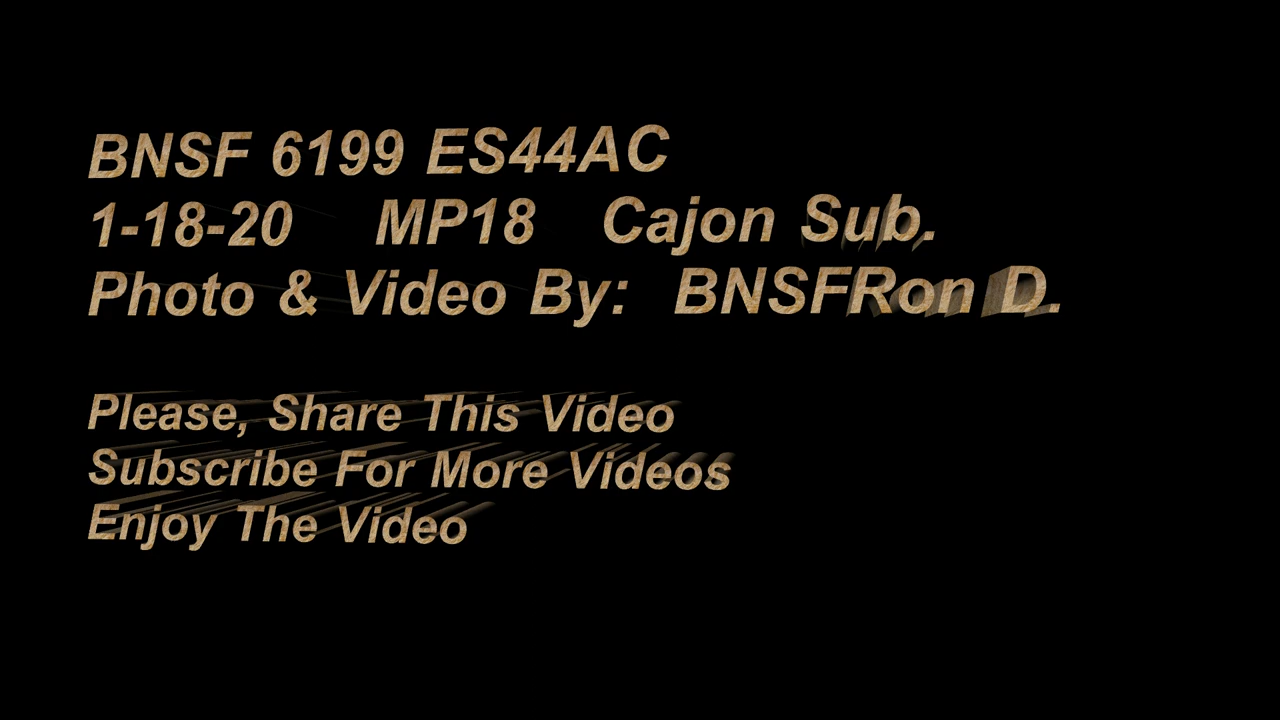 BNSF 6199 ES44AC
1-18-20 MP18 Cajon Sub.
Photo & Video By: BNSFRon D.
Please, Share This Video
Subscribe For More Videos
Enjoy The Video